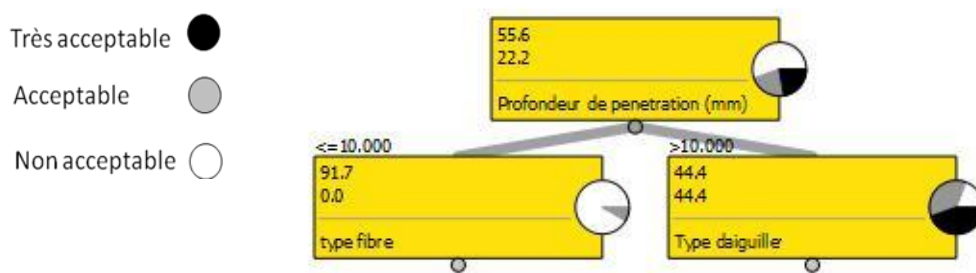 Très acceptable
Acceptable
Non acceptable
55.6
22.2
Profondeur de penetration (mm)
<=10.000
>10.000
91.7
0.0
type fibre
44.4
44.4
Type daiguille